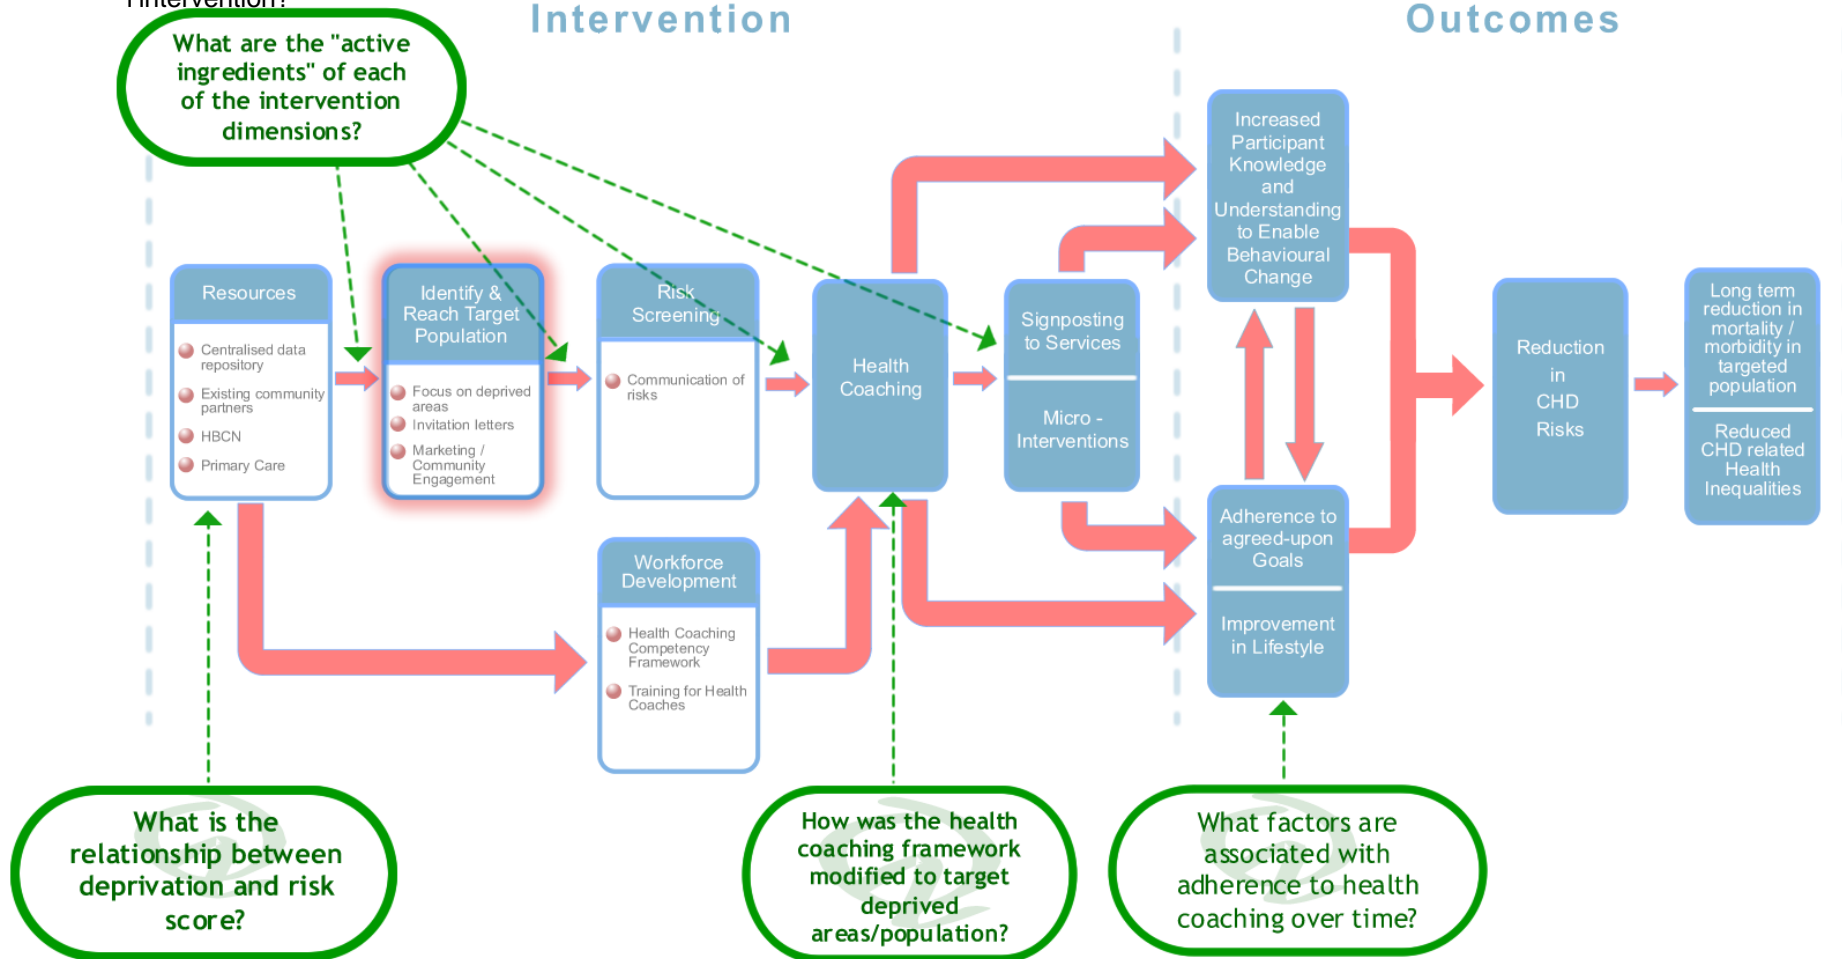 Intervention?
Intervention
Outcomes
What are the "active
ingredients" of each
of the intervention
dimensions?
Resources
Centralised data
repository
Existing community
partners
HBCN
Primary Care
Identify &
Reach Target
Population
Focus on deprived
areas
Invitation letters
Marketing /
Community
Engagement
Risk
Screening
Communication of
risks
Workforce
Development
Health Coaching
Competency
Framework
Training for Health
Coaches
Health
Coaching
Signposting
to Services
Micro -
Interventions
Increased
Participant
Knowledge
and
Understanding
to Enable
Behavioural
Change
Adherence to
agreed-upon
Goals
Improvement
in Lifestyle
Reduction
in
CHD
Risks
Long term
reduction in
mortality /
morbidity in
targeted
population
Reduced
CHD related
Health
Inequalities
What is the
relationship between
deprivation and risk
score?
How was the health
coaching framework
modified to target
deprived
areas/population?
What factors are
associated with
adherence to health
coaching over time?